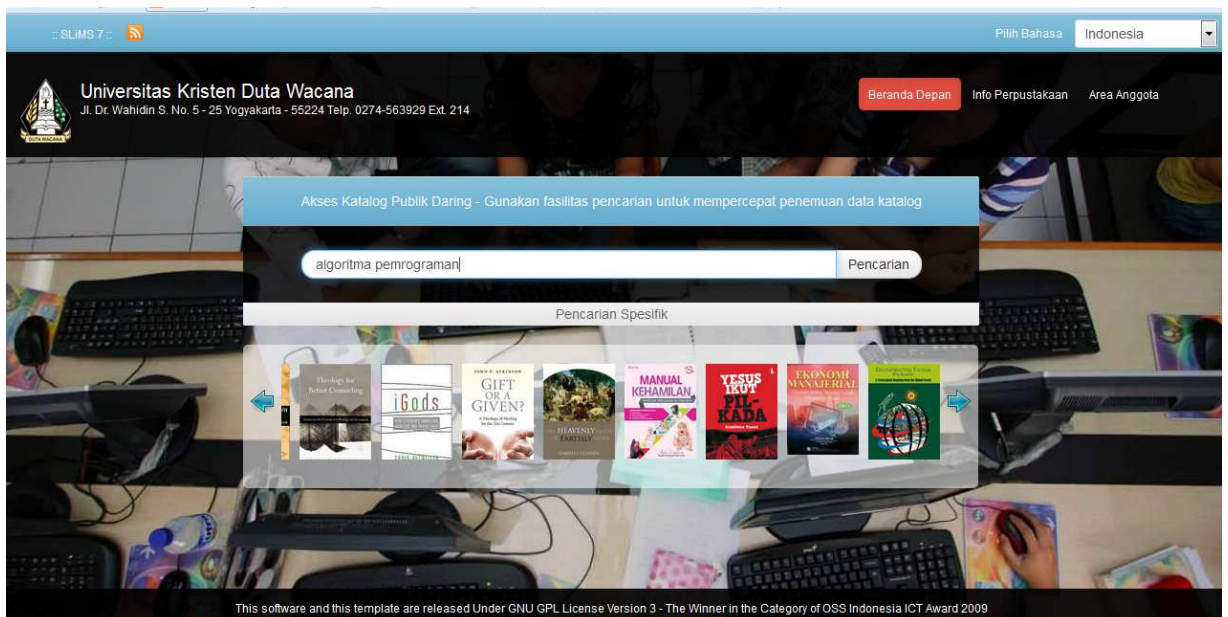 :: SLiMS 7 ::
Pilih Bahasa
Indonesia
Universitas Kristen Duta Wacana
Jl. Dr. Wahidin S. No. 5 - 25 Yogyakarta - 55224 Telp. 0274-563929 Ext. 214
DUTA WACANA
Beranda Depan
Info Perpustakaan
Area Anggota
Akses Katalog Publik Daring - Gunakan fasilitas pencarian untuk mempercepat penemuan data katalog
algoritma pemrograman
Pencarian
Pencarian Spesifik
Theology for
Better Counseling
iGods
JOHN P. ATKINSON
GIFT
OR A
GIVEN?
HEAVENLY
EARTHLY
MANUAL
KEHAMILAN
YESUS
IKUT
PIL-
KADA
EKONOMI
MANAJERIAL
This software and this template are released Under GNU GPL License Version 3 - The Winner in the Category of OSS Indonesia ICT Award 2009